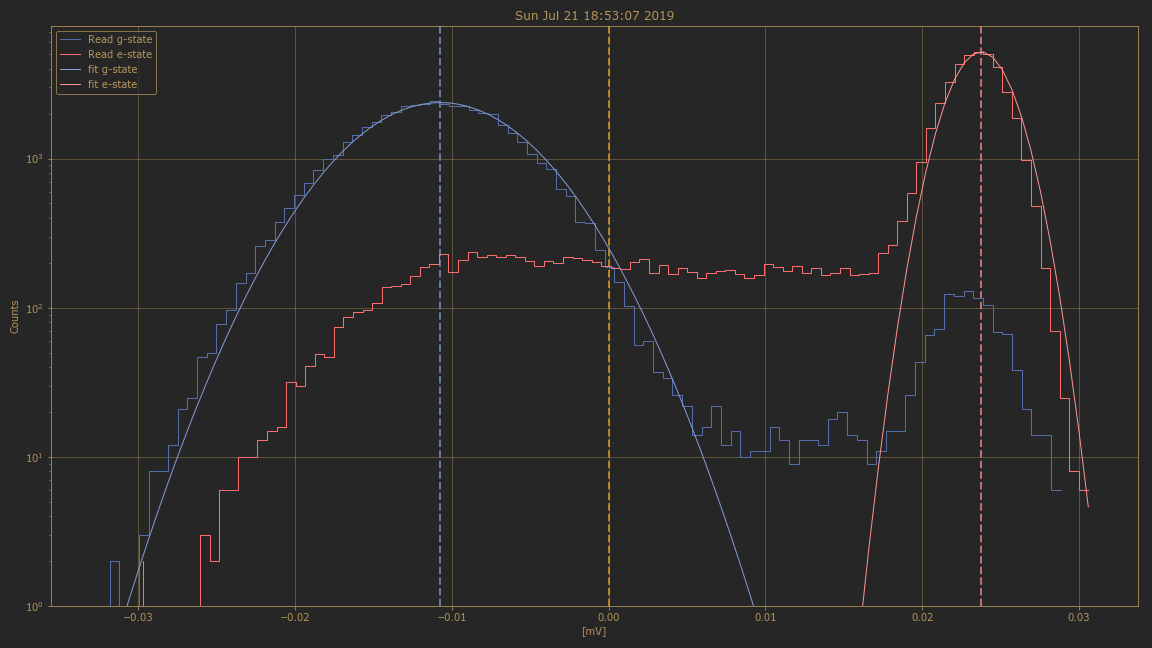 Sun Jul 21 18:53:07 2019
Read g-state
Read e-state
fit g-state
fit e-state
Counts
10³
10²
10¹
10⁰
−0.03 −0.02 −0.01 0.00 0.01 0.02 0.03
[mV]